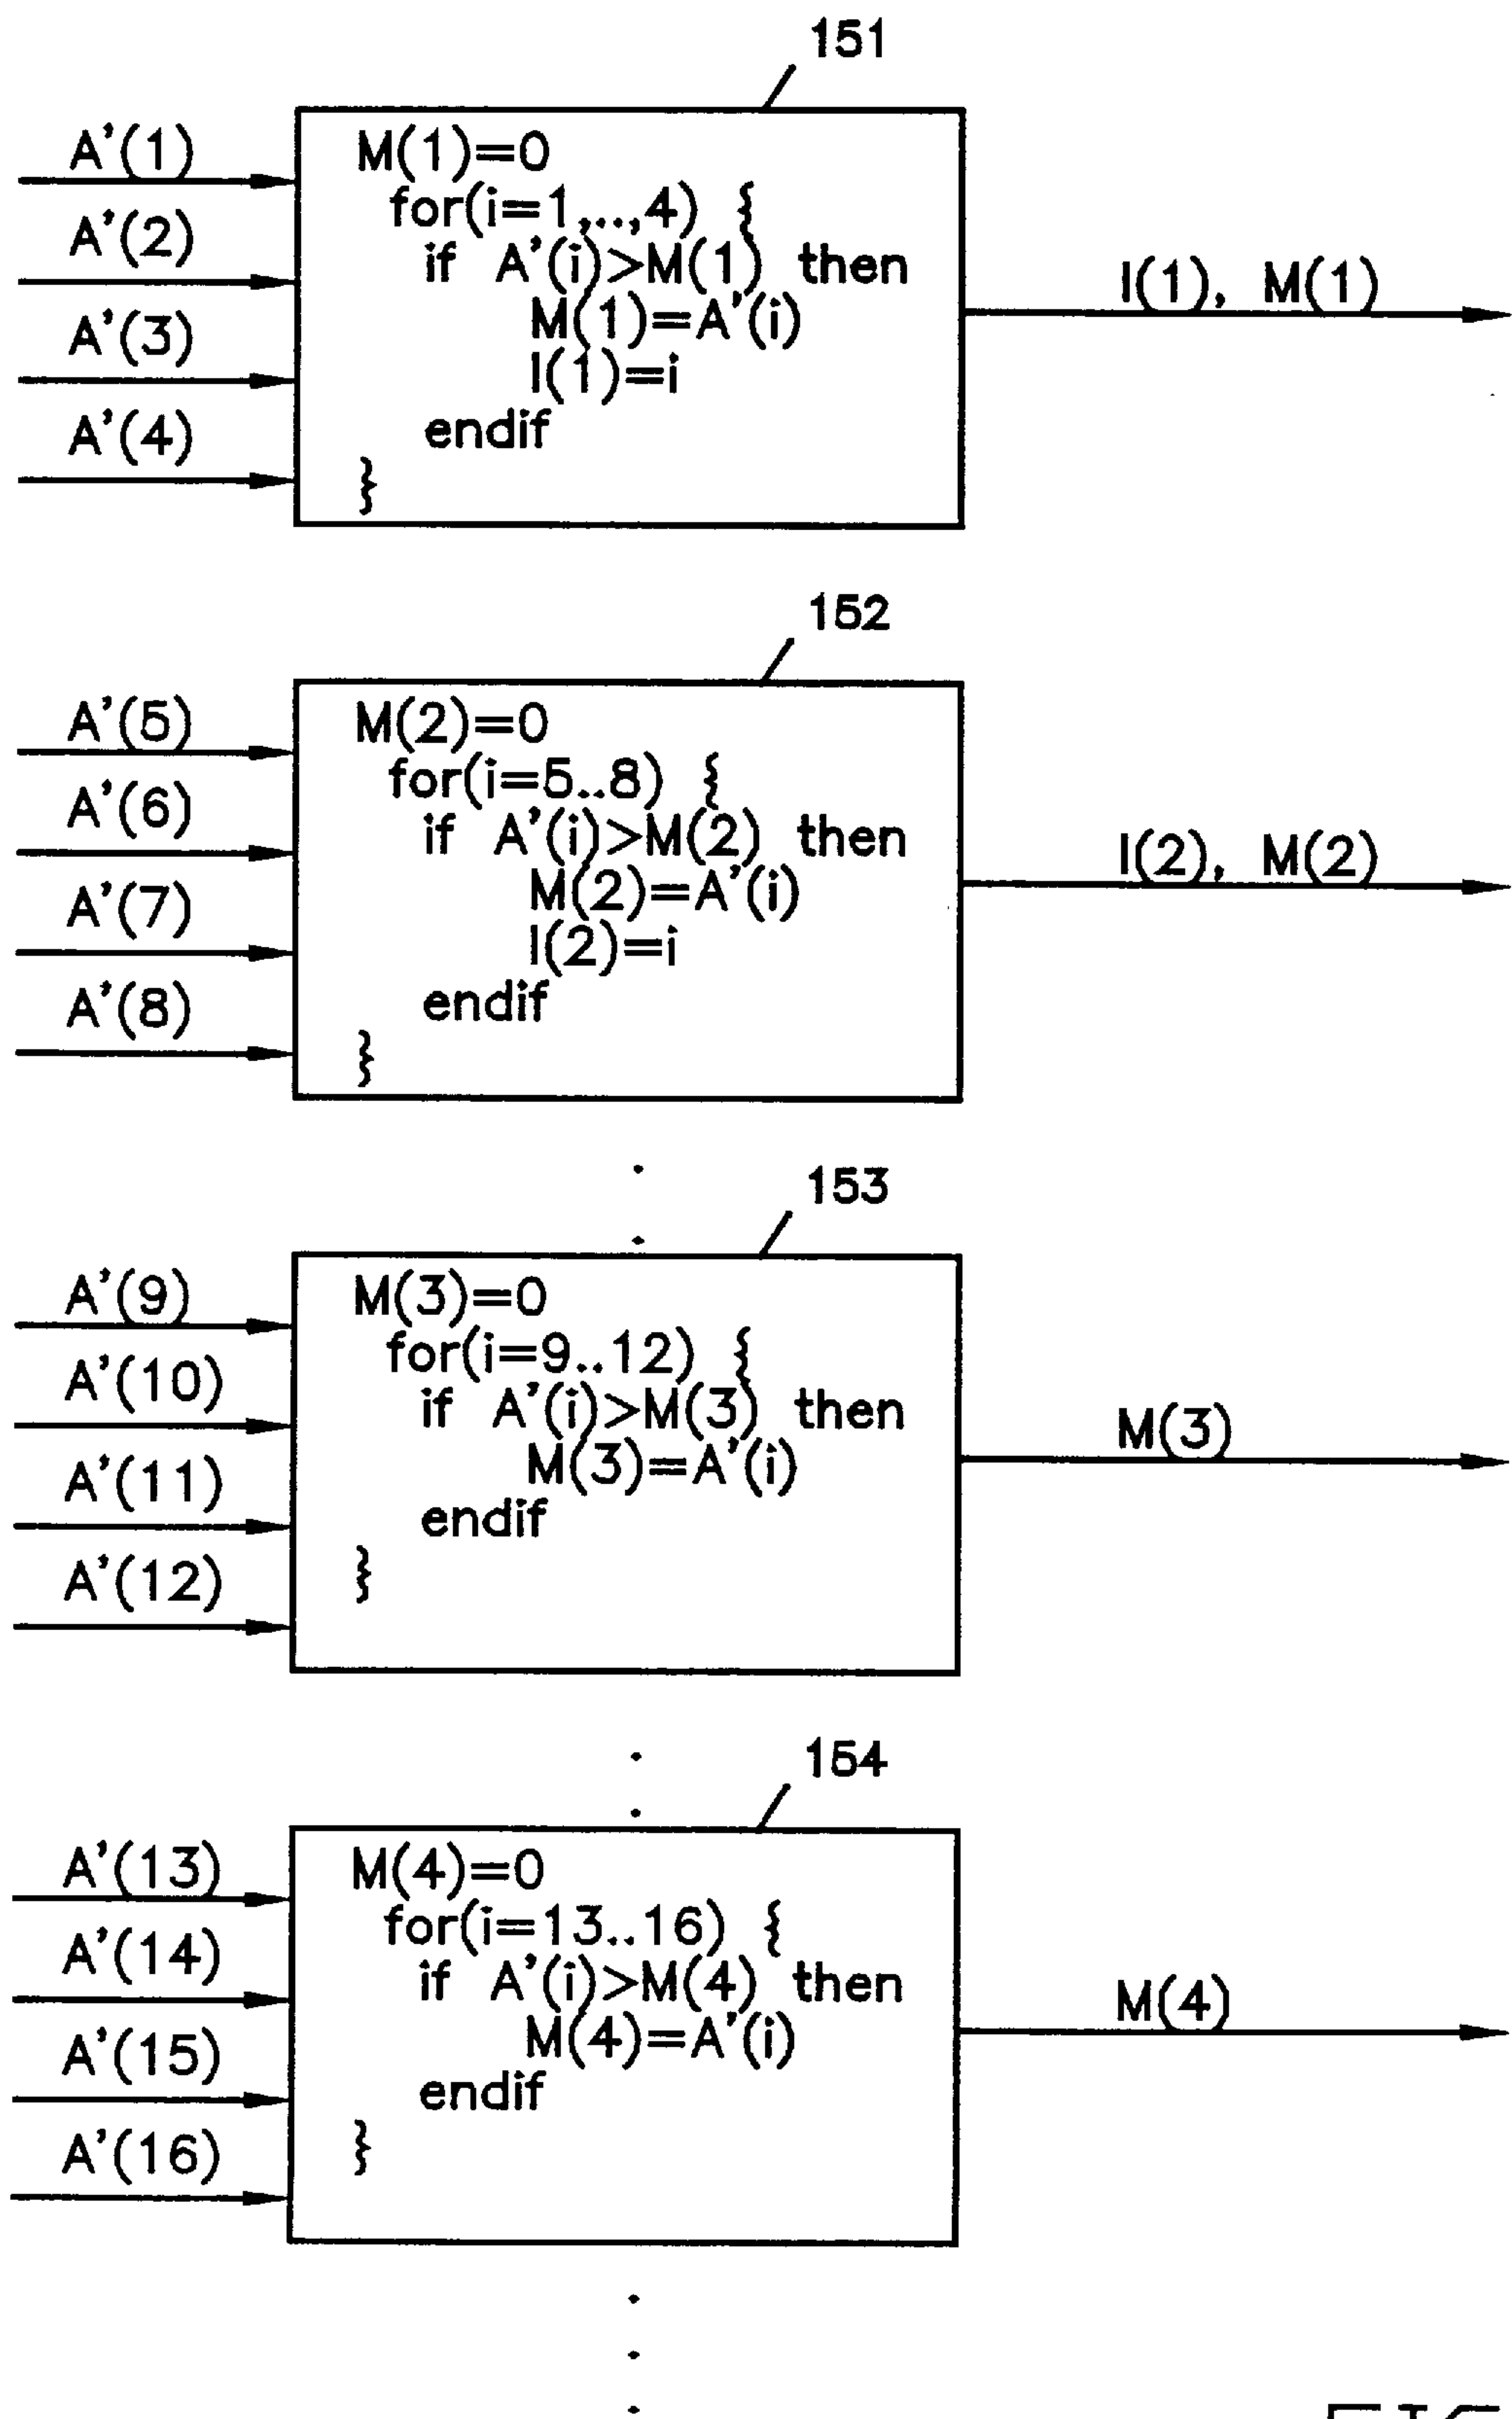 151
A'(1)
A'(2)
A'(3)
A'(4)
M(1)=0
for(i=1,...,4) {
if A'(i)>M(1) then
M(1)=A'(i)
I(1)=i
endif
}
I(1), M(1)
152
A'(5)
A'(6)
A'(7)
A'(8)
M(2)=0
for(i=5..8) {
if A'(i)>M(2) then
M(2)=A'(i)
I(2)=i
endif
}
I(2), M(2)
153
A'(9)
A'(10)
A'(11)
A'(12)
M(3)=0
for(i=9..12) {
if A'(i)>M(3) then
M(3)=A'(i)
endif
}
M(3)
154
A'(13)
A'(14)
A'(15)
A'(16)
M(4)=0
for(i=13..16) {
if A'(i)>M(4) then
M(4)=A'(i)
endif
}
M(4)